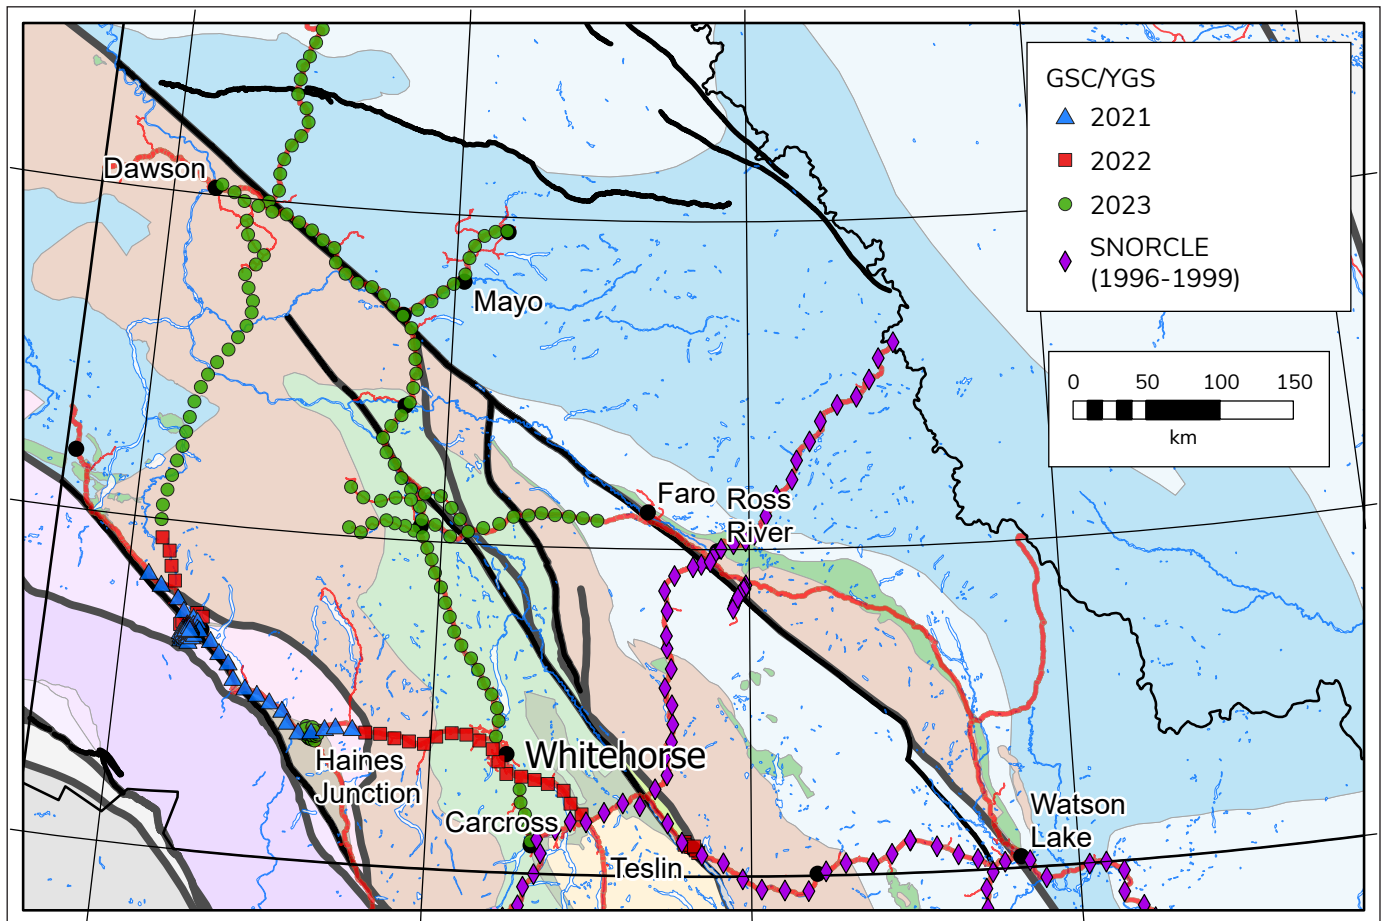 GSC/YGS
2021
2022
2023
SNORCLE
(1996-1999)
Dawson
Mayo
0 50 100 150
km
Faro
Ross
River
Whitehorse
Haines
Junction
Carcross
Teslin
Watson
Lake